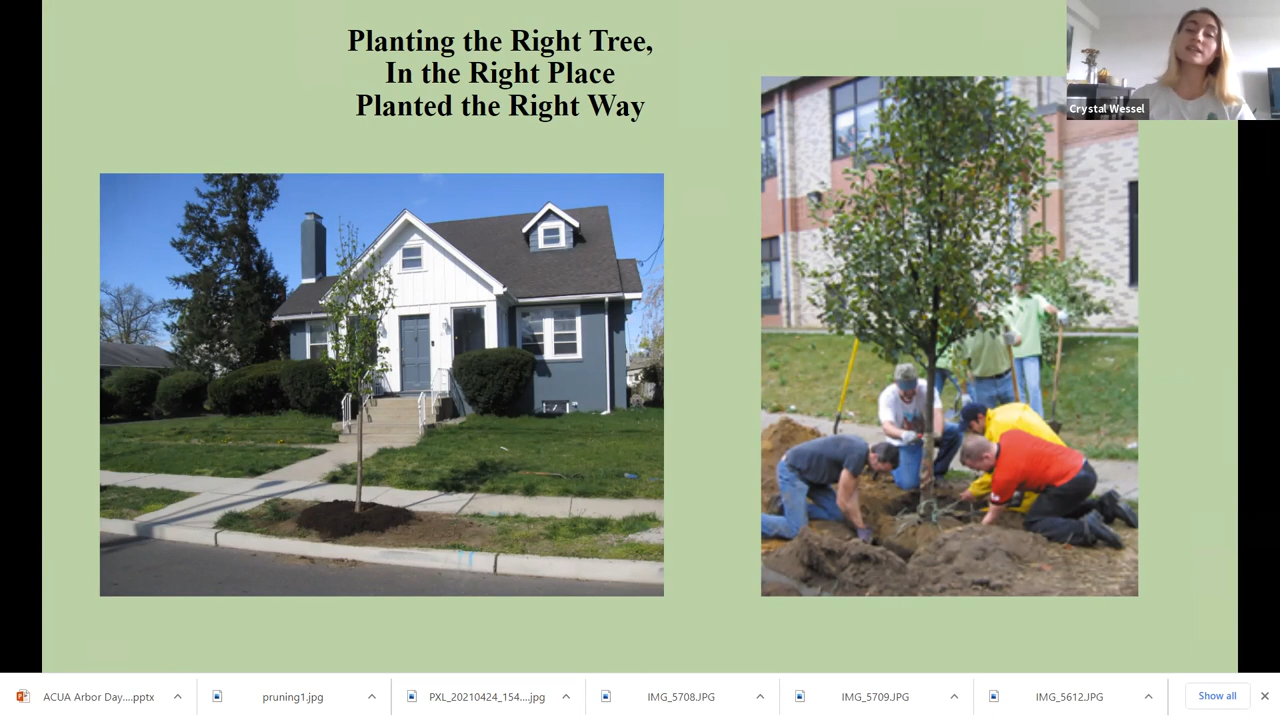 Planting the Right Tree,
In the Right Place
Planted the Right Way
Crystal Wessel
ACUA Arbor Day....pptx
pruning1.jpg
PXL_20210424_154....jpg
IMG_5708.JPG
IMG_5709.JPG
IMG_5612.JPG
Show all